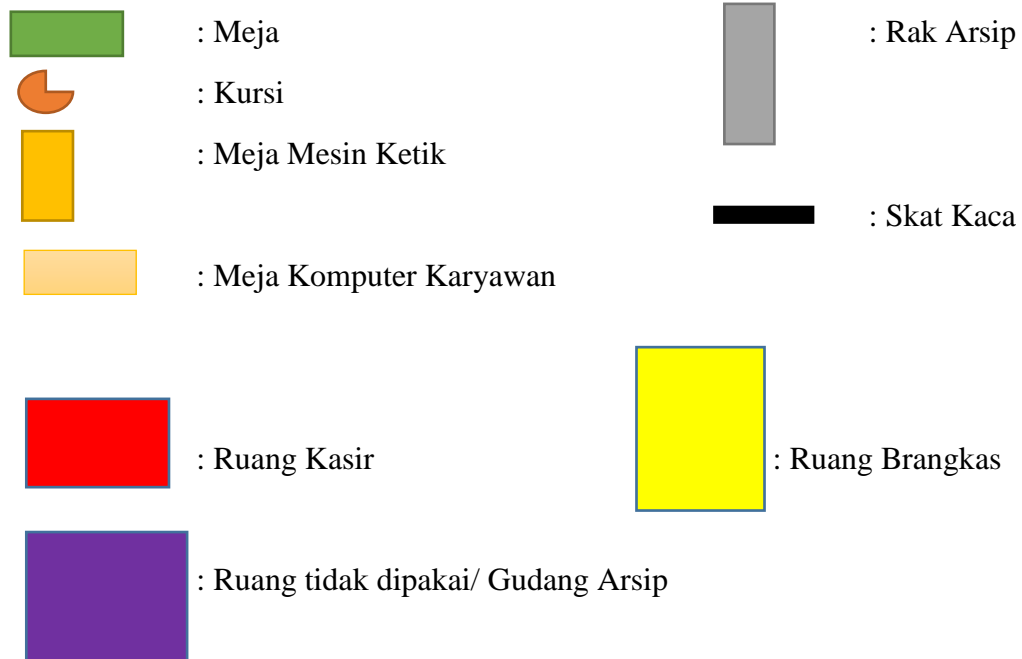 : Meja
: Rak Arsip
: Kursi
: Meja Mesin Ketik
: Skat Kaca
: Meja Komputer Karyawan
: Ruang Kasir
: Ruang Brangkas
: Ruang tidak dipakai/ Gudang Arsip